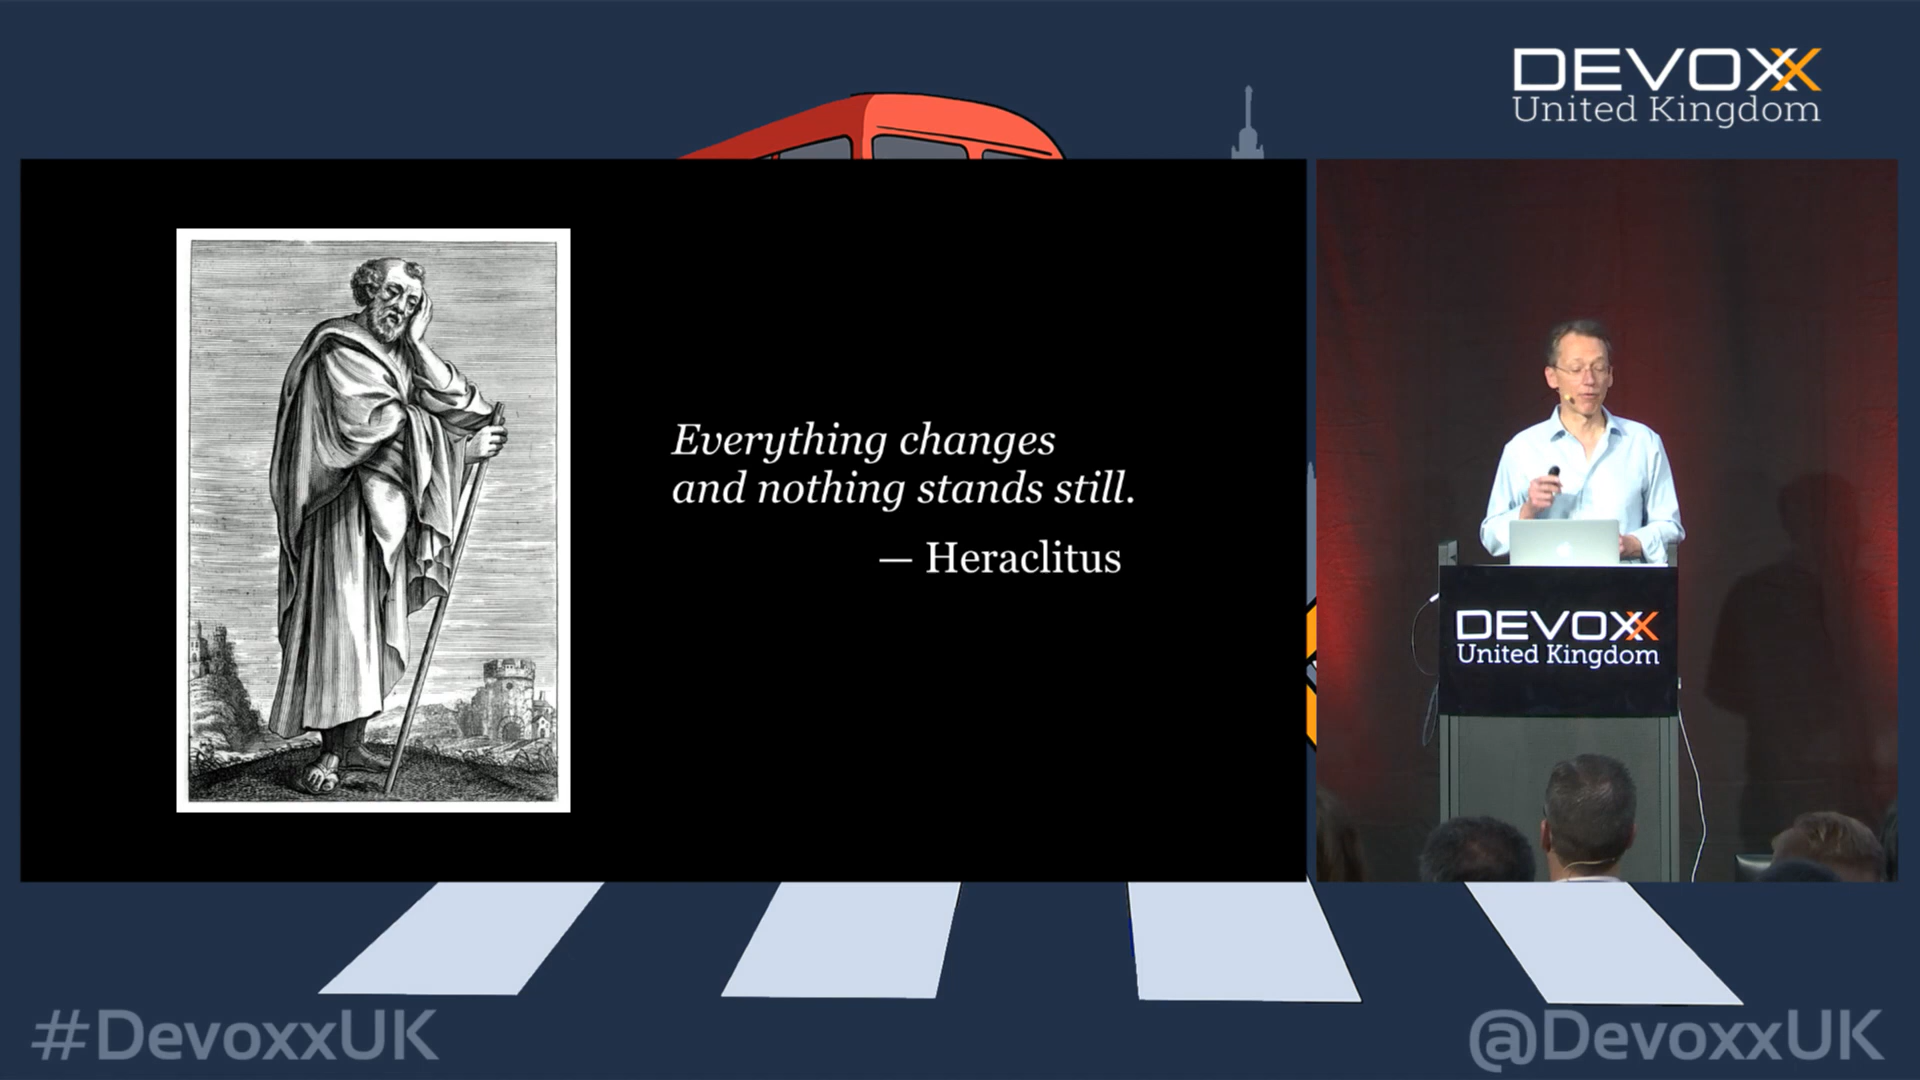 DEVOXX
United Kingdom
Everything changes
and nothing stands still.
— Heraclitus
DEVOXX
United Kingdom
#DevoxxUK
@DevoxxUK